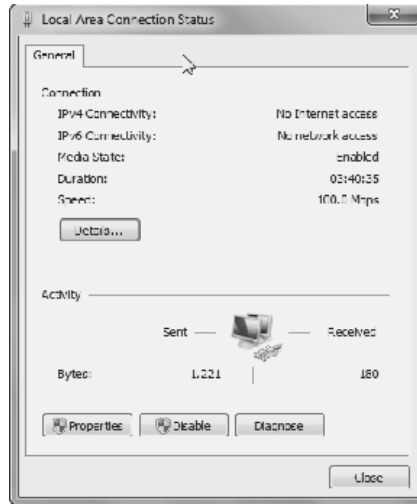 Local Area Connection Status
General
Connection
IPv4 Connectivity: No Internet access
IPv6 Connectivity: No network access
Media State: Enabled
Duration: 03:40:35
Speed: 100.0 Mbps
Details...
Activity
Sent Received
Bytes: 1,221 180
Properties Disable Diagnose
Close